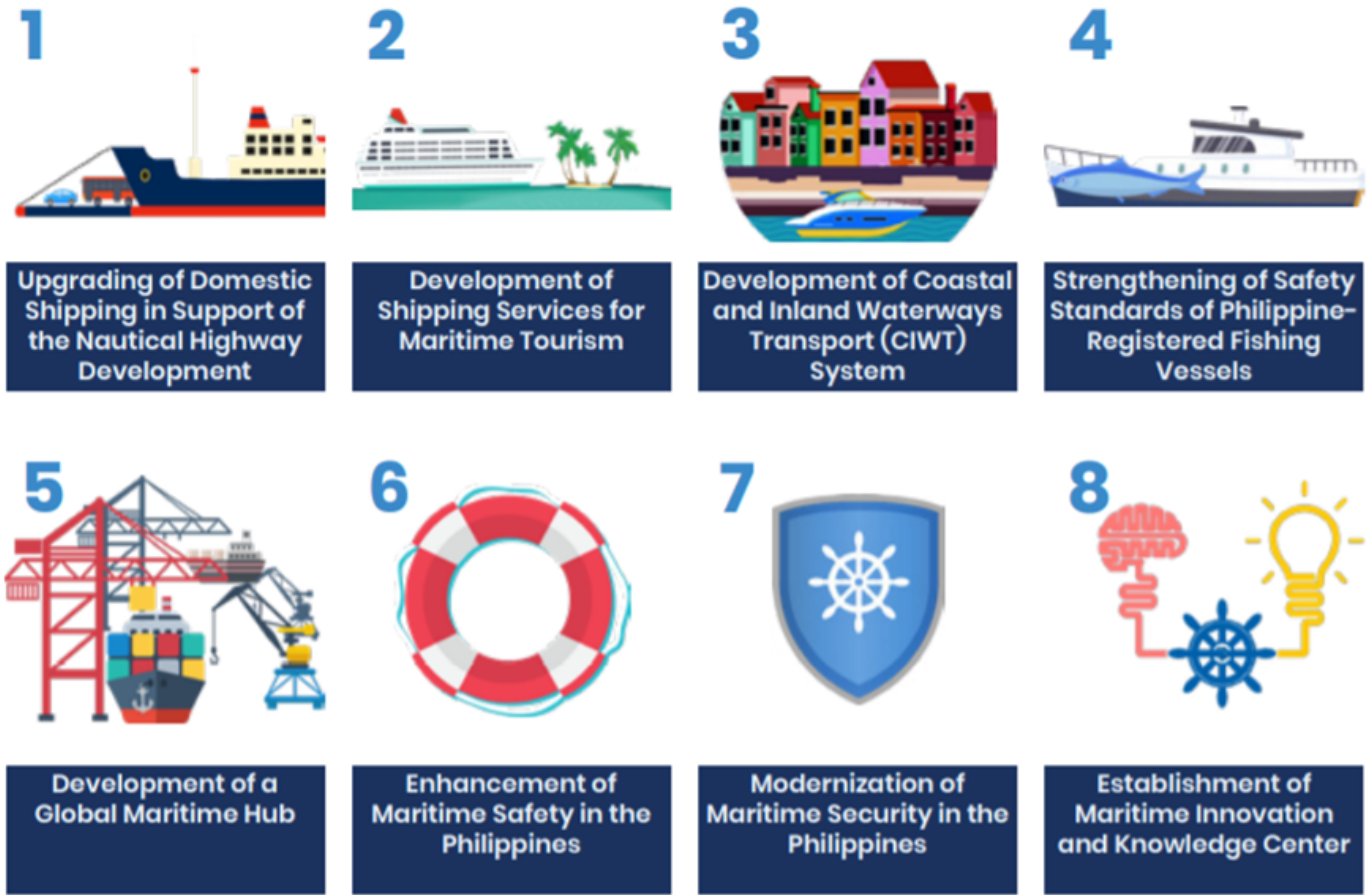 1
Upgrading of Domestic
Shipping in Support of
the Nautical Highway
Development
2
Development of
Shipping Services for
Maritime Tourism
3
Development of Coastal
and Inland Waterways
Transport (CIWT)
System
4
Strengthening of Safety
Standards of Philippine-
Registered Fishing
Vessels
5
Development of a
Global Maritime Hub
6
Enhancement of
Maritime Safety in the
Philippines
7
Modernization of
Maritime Security in the
Philippines
8
Establishment of
Maritime Innovation
and Knowledge Center